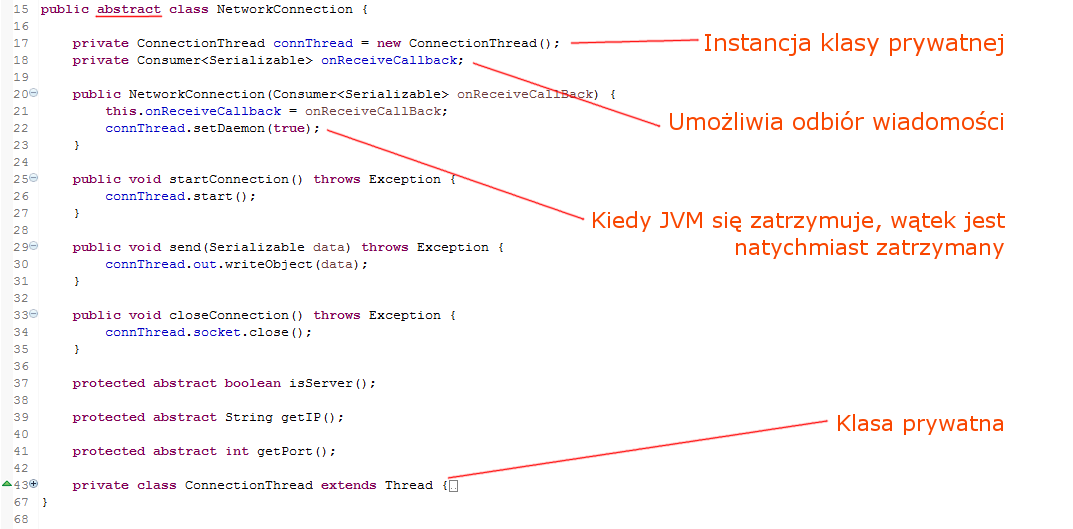 15 public abstract class NetworkConnection {
16
17 private ConnectionThread connThread = new ConnectionThread();
Instancja klasy prywatnej
18 private Consumer<Serializable> onReceiveCallback;
19
20 public NetworkConnection(Consumer<Serializable> onReceiveCallBack) {
21 this.onReceiveCallback = onReceiveCallBack;
Umożliwia odbiór wiadomości
22 connThread.setDaemon(true);
23 }
24
25 public void startConnection() throws Exception {
26 connThread.start();
27 }
Kiedy JVM się zatrzymuje, wątek jest
natychmiast zatrzymany
28
29 public void send(Serializable data) throws Exception {
30 connThread.out.writeObject(data);
31 }
32
33 public void closeConnection() throws Exception {
34 connThread.socket.close();
35 }
36
37 protected abstract boolean isServer();
38
39 protected abstract String getIP();
Klasa prywatna
40
41 protected abstract int getPort();
42
43 private class ConnectionThread extends Thread {..
67 }
68